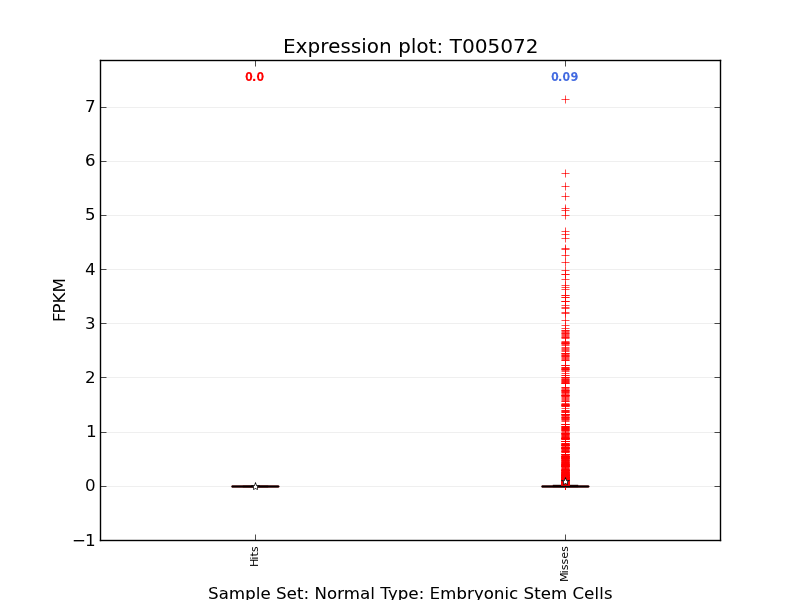 Expression plot: T005072
0.0
0.09
7
6
5
4
3
2
1
0
−1
FPKM
Hits
Misses
Sample Set: Normal Type: Embryonic Stem Cells